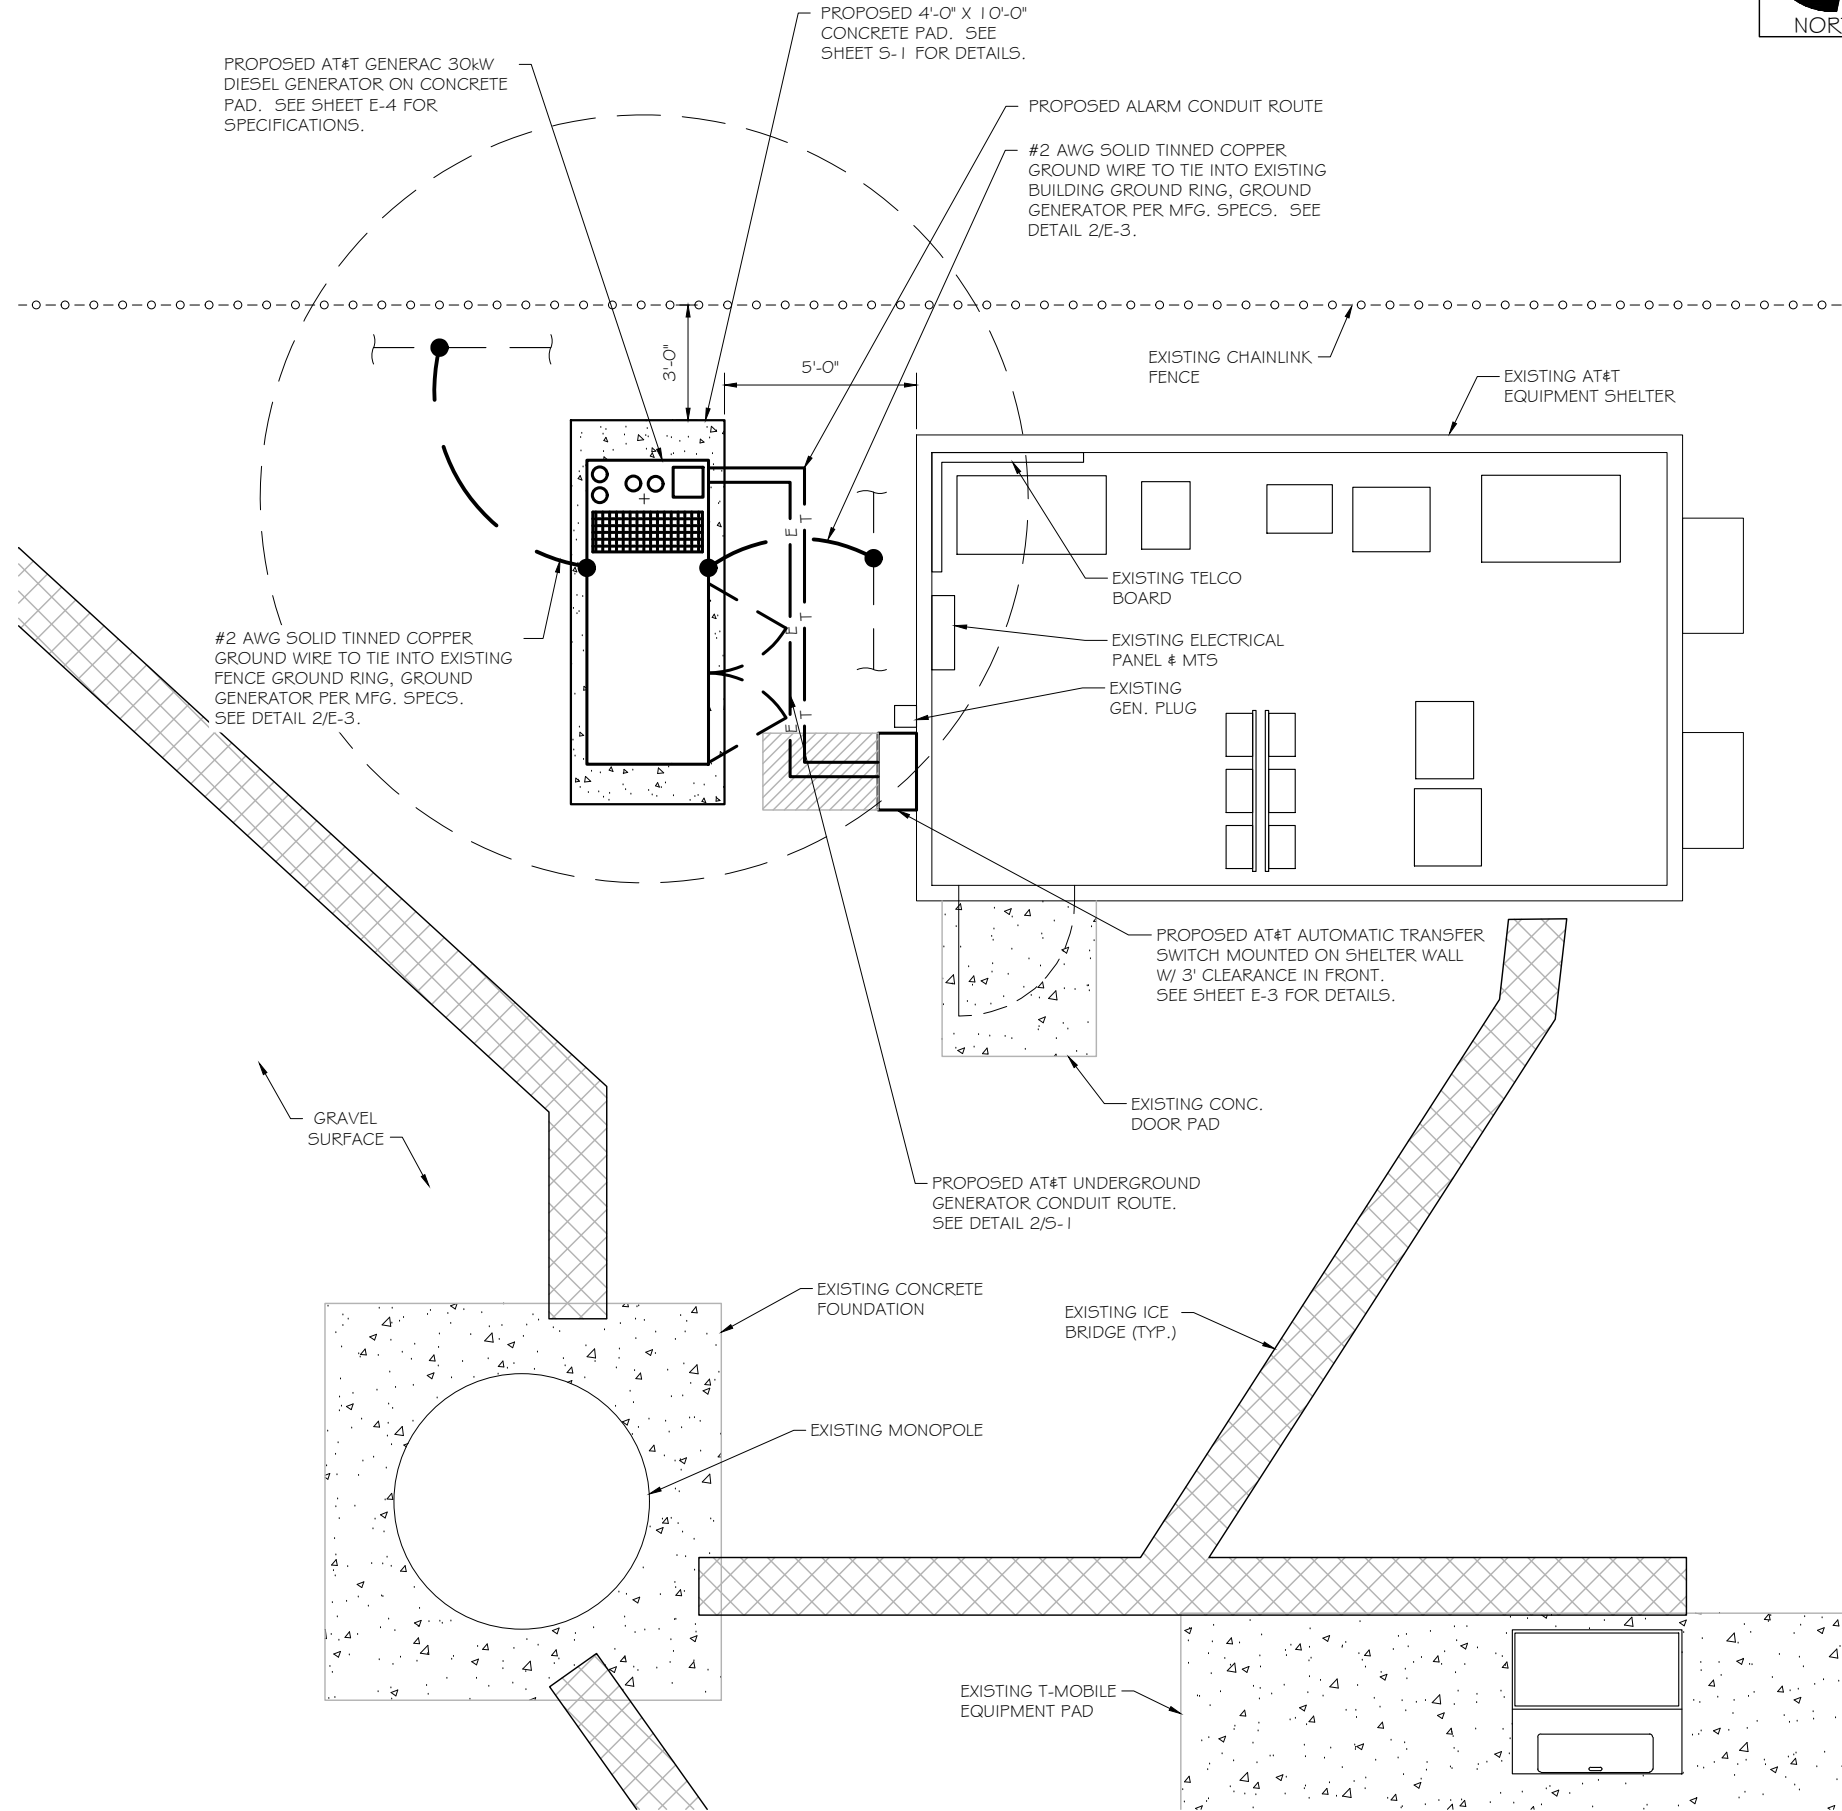 PROPOSED 4'-0" X 10'-0"
CONCRETE PAD. SEE
SHEET S-1 FOR DETAILS.
PROPOSED AT&T GENERAC 30kW
DIESEL GENERATOR ON CONCRETE
PAD. SEE SHEET E-4 FOR
SPECIFICATIONS.
PROPOSED ALARM CONDUIT ROUTE
#2 AWG SOLID TINNED COPPER
GROUND WIRE TO TIE INTO EXISTING
BUILDING GROUND RING, GROUND
GENERATOR PER MFG. SPECS. SEE
DETAIL 2/E-3.
3'-0"
5'-0"
EXISTING CHAINLINK
FENCE
EXISTING AT&T
EQUIPMENT SHELTER
E T
E T
E T
EXISTING TELCO
BOARD
EXISTING ELECTRICAL
PANEL & MTS
EXISTING
GEN. PLUG
#2 AWG SOLID TINNED COPPER
GROUND WIRE TO TIE INTO EXISTING
FENCE GROUND RING, GROUND
GENERATOR PER MFG. SPECS.
SEE DETAIL 2/E-3.
PROPOSED AT&T AUTOMATIC TRANSFER
SWITCH MOUNTED ON SHELTER WALL
W/ 3' CLEARANCE IN FRONT.
SEE SHEET E-3 FOR DETAILS.
EXISTING CONC.
DOOR PAD
GRAVEL
SURFACE
PROPOSED AT&T UNDERGROUND
GENERATOR CONDUIT ROUTE.
SEE DETAIL 2/S-1
EXISTING CONCRETE
FOUNDATION
EXISTING ICE
BRIDGE (TYP.)
EXISTING MONOPOLE
EXISTING T-MOBILE
EQUIPMENT PAD